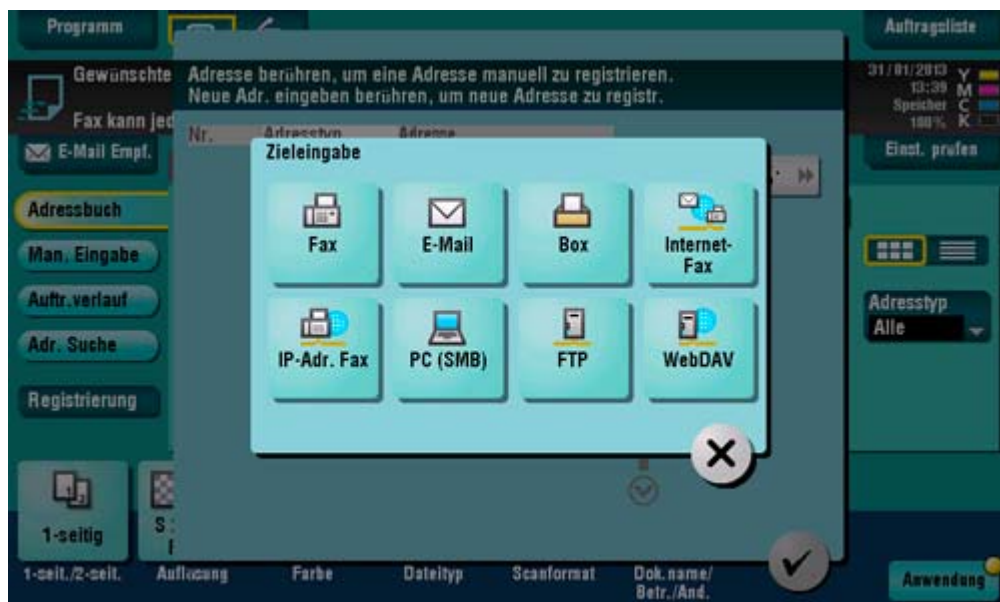 Programm
Auftragsliste
Gewünschte
Adresse berühren, um eine Adresse manuell zu registrieren.
Neue Adr. eingeben berühren, um neue Adresse zu registr.
31/01/2013
13:39
Speicher
100%
Y
M
C
K
Fax kann jed
Nr.
Adresstyp
Adresse
E-Mail Empf.
Einst. prüfen
Zieleingabe
Adressbuch
Man. Eingabe
Auftr.verlauf
Adr. Suche
Registrierung
Fax
E-Mail
Box
Internet-
Fax
IP-Adr. Fax
PC (SMB)
FTP
WebDAV
Adresstyp
Alle
1-seitig
S
1-seit./2-seit.
Auflösung
Farbe
Dateityp
Scanformat
Dok.name/
Betr./And.
Anwendung